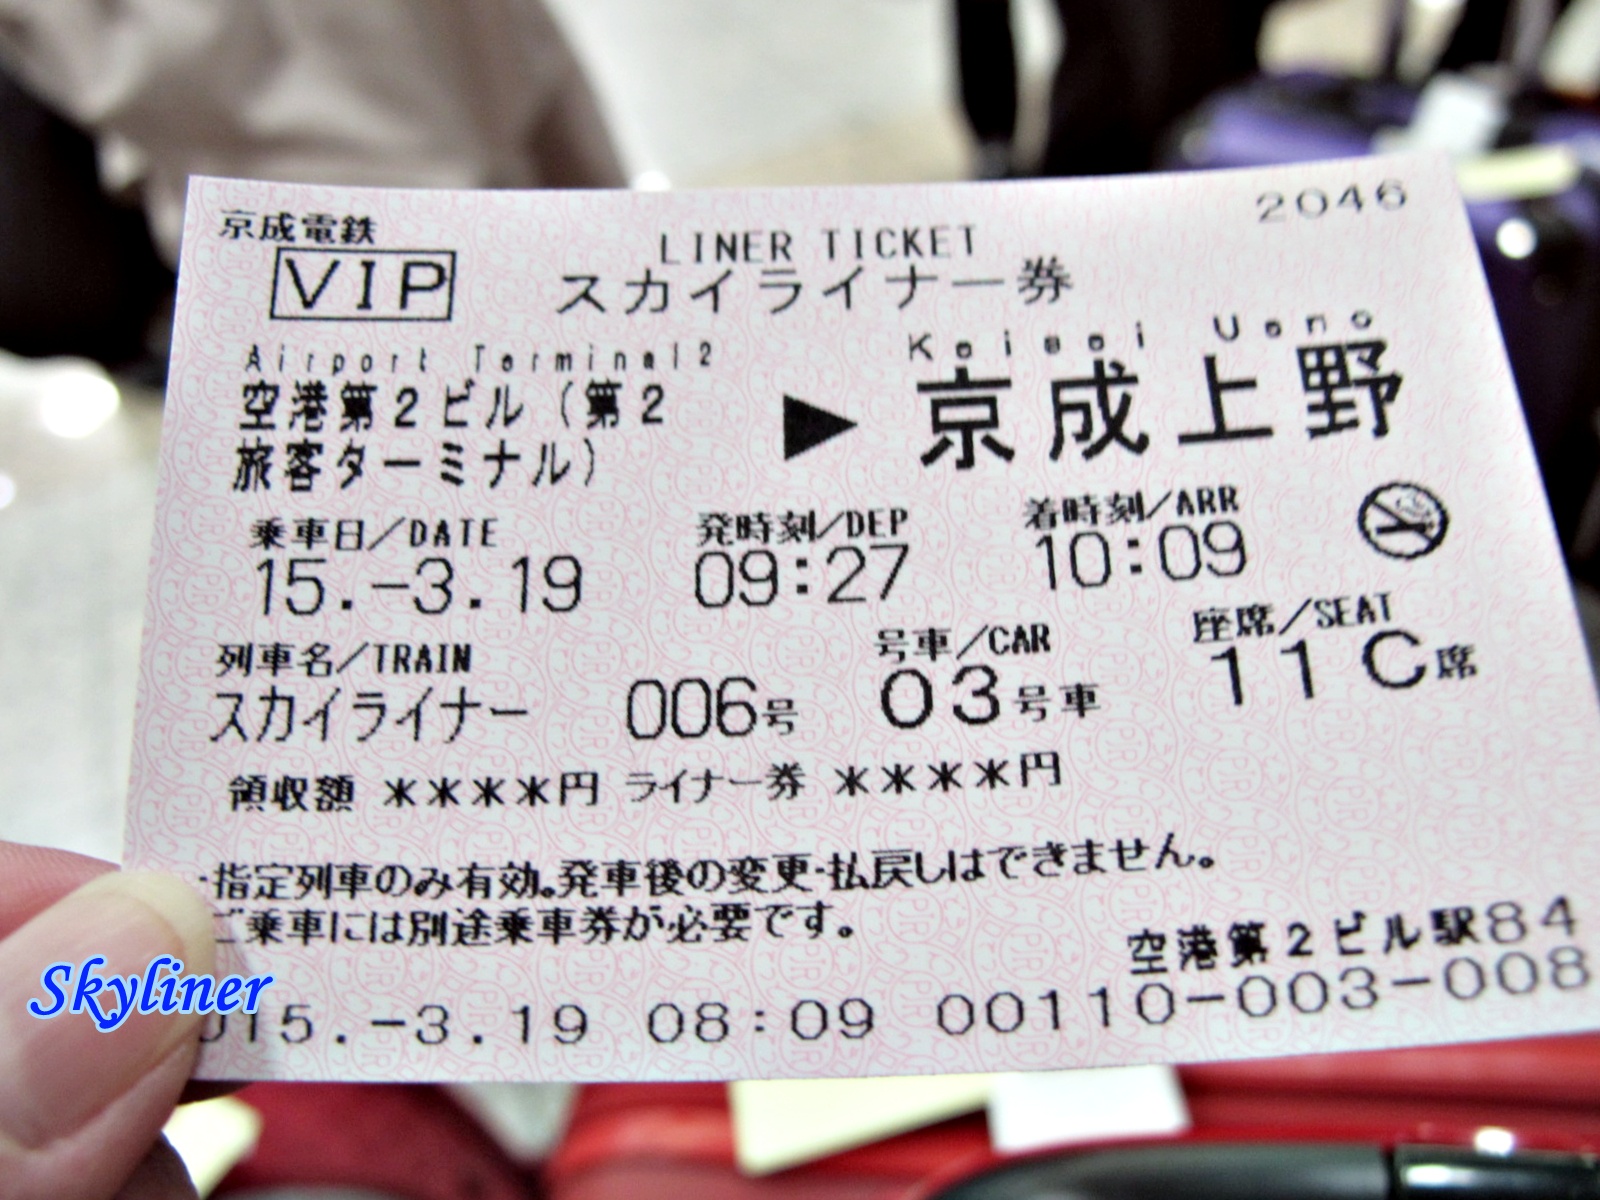 2046
京成電鉄
VIP
LINER TICKET
スカイライナー券
Airport Terminal2
空港第2ビル(第2
旅客ターミナル)
▶
Keisei Ueno
京成上野
乗車日/DATE 発時刻/DEP 着時刻/ARR
15.-3.19 09:27 10:09
列車名/TRAIN 号車/CAR 座席/SEAT
スカイライナー 006号 03号車 11C席
領収額 ****円 ライナー券 ****円
・指定列車のみ有効。発車後の変更・払戻しはできません。
ご乗車には別途乗車券が必要です。
空港第2ビル駅84
015.-3.19 08:09 00110-003-008
Skyliner